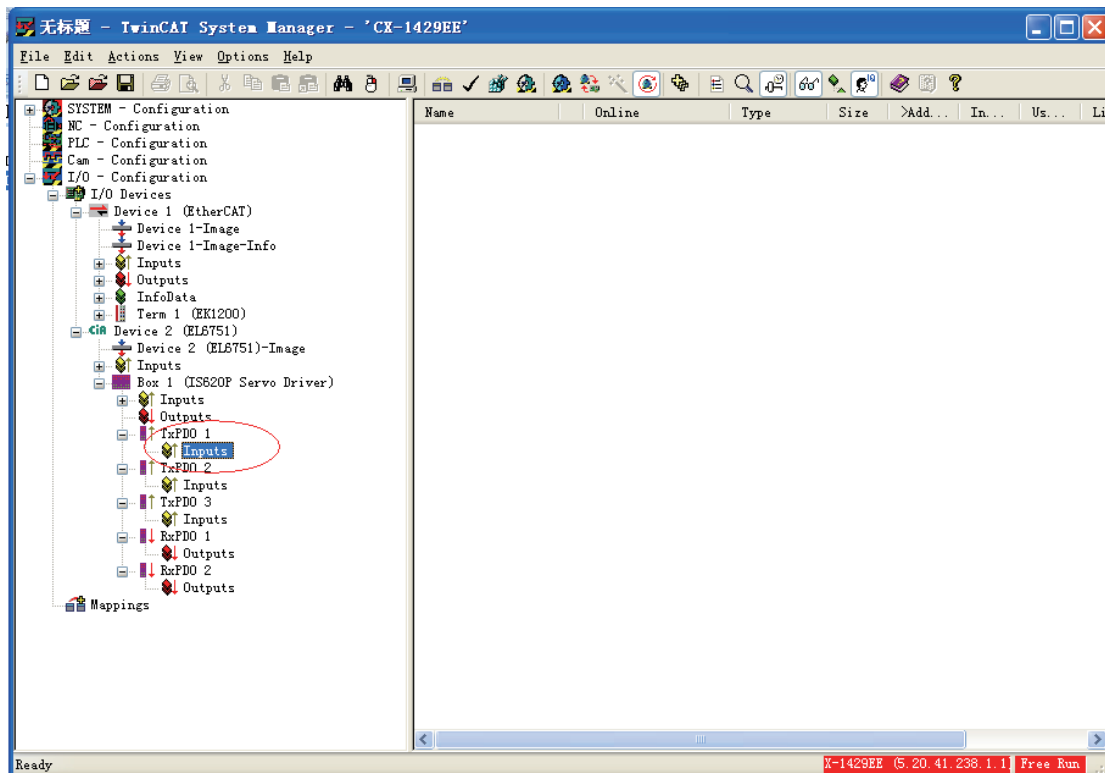 无标题 - TwinCAT System Manager - 'CX-1429EE'
File Edit Actions View Options Help
SYSTEM - Configuration
NC - Configuration
PLC - Configuration
Cam - Configuration
I/O - Configuration
I/O Devices
Device 1 (EtherCAT)
Device 1-Image
Device 1-Image-Info
Inputs
Outputs
InfoData
Term 1 (EK1200)
CiA Device 2 (EL6751)
Device 2 (EL6751)-Image
Inputs
Box 1 (IS620P Servo Driver)
Inputs
Outputs
TxPDO 1
Inputs
TxPDO 2
Inputs
TxPDO 3
Inputs
RxPDO 1
Outputs
RxPDO 2
Outputs
Mappings
Name Online Type Size >Add... In... Us... Li
Ready X-1429EE (5.20.41.238.1.1) Free Run